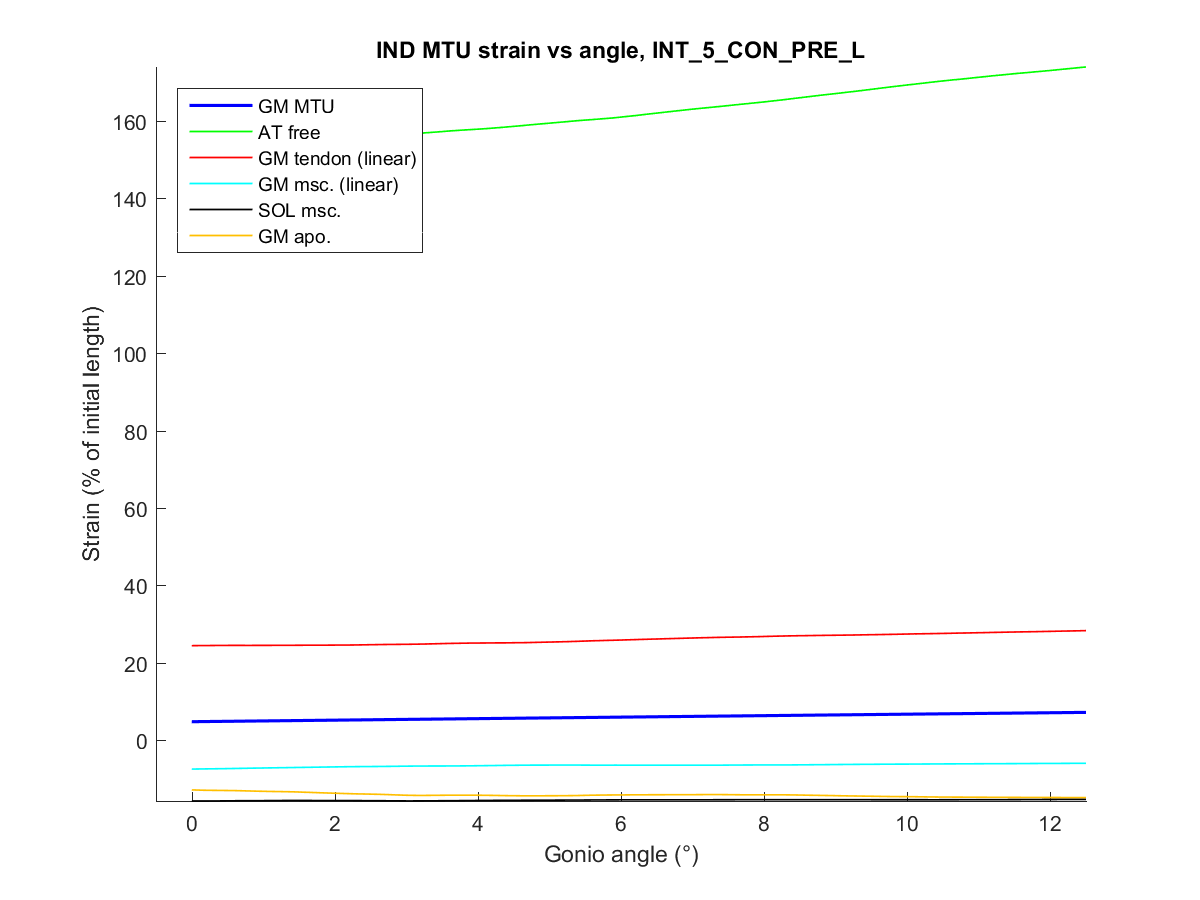 IND MTU strain vs angle, INT_5_CON_PRE_L
GM MTU
AT free
GM tendon (linear)
GM msc. (linear)
SOL msc.
GM apo.
160
140
120
100
80
60
40
20
0
Strain (% of initial length)
0 2 4 6 8 10 12
Gonio angle (°)